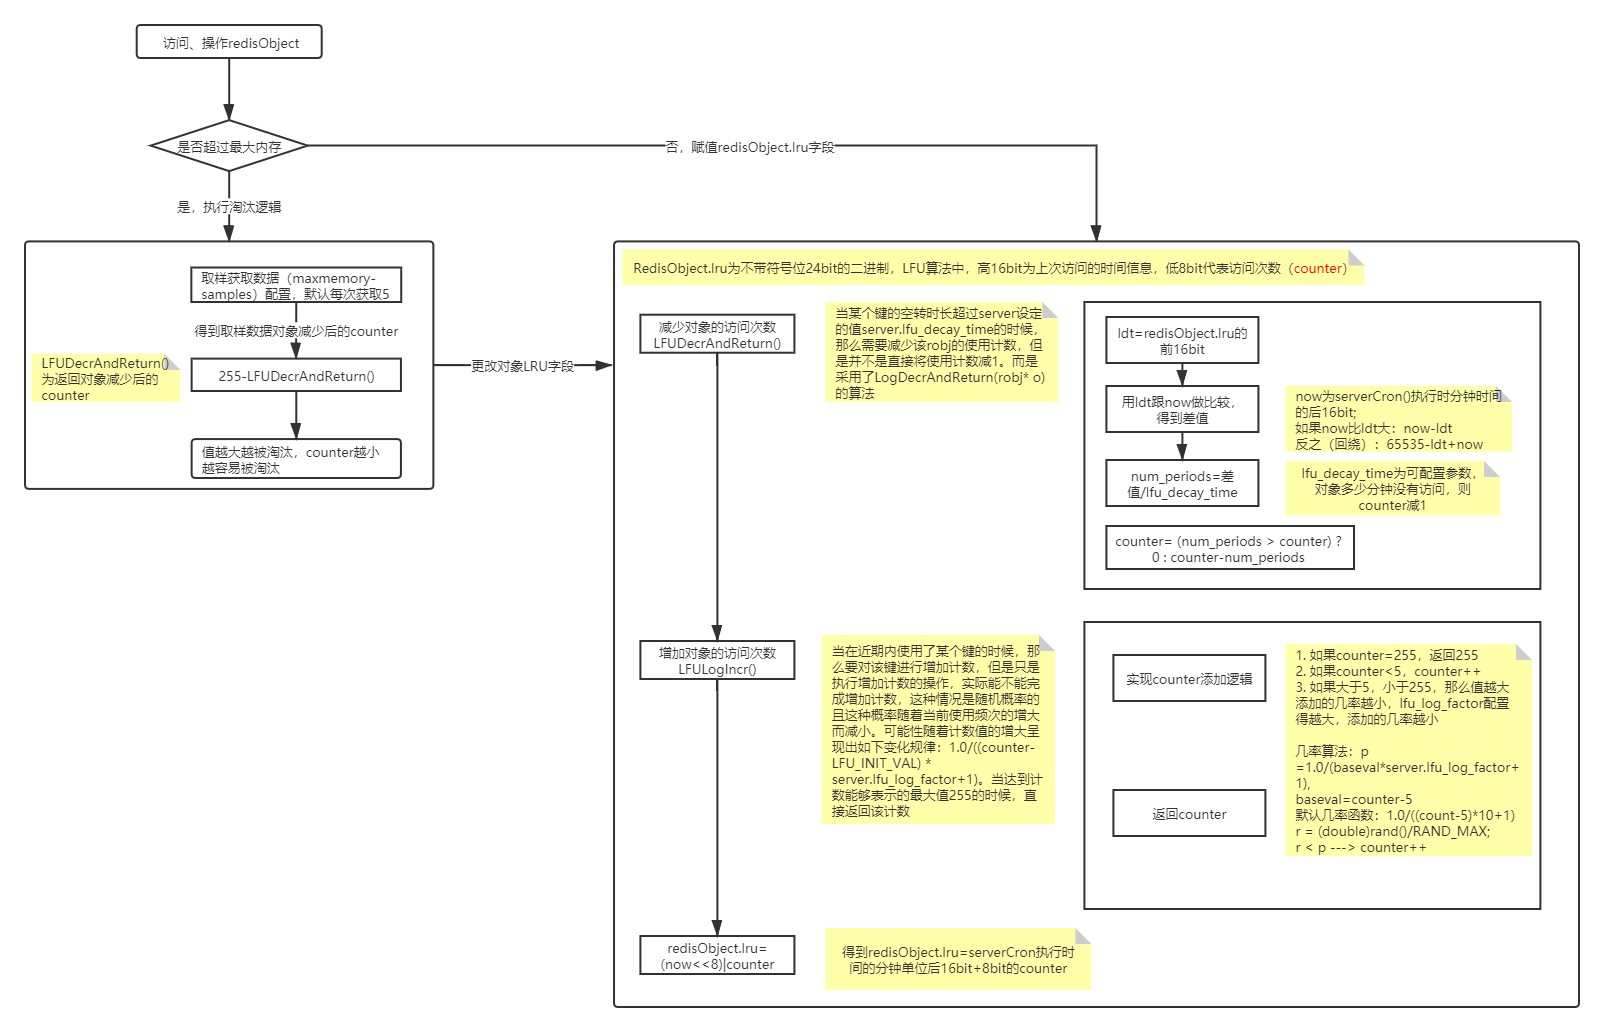 访问、操作redisObject
是否超过最大内存
否，赋值redisObject.lru字段
是，执行淘汰逻辑
取样获取数据（maxmemory-
samples）配置，默认每次获取5
得到取样数据对象减少后的counter
LFUDecrAndReturn()
为返回对象减少后的
counter
255-LFUDecrAndReturn()
值越大越被淘汰，counter越小
越容易被淘汰
更改对象LRU字段
RedisObject.lru为不带符号位24bit的二进制，LFU算法中，高16bit为上次访问的时间信息，低8bit代表访问次数（counter）
减少对象的访问次数
LFUDecrAndReturn()
当某个键的空转时长超过server设定
的值server.lfu_decay_time的时候，
那么需要减少该robj的使用计数，但
是并不是直接将使用计数减1。而是
采用了LogDecrAndReturn(robj* o)
的算法
ldt=redisObject.lru的
前16bit
用ldt跟now做比较，
得到差值
now为serverCron()执行时分钟时间
的后16bit;
如果now比ldt大：now-ldt
反之（回绕）：65535-ldt+now
num_periods=差
值/lfu_decay_time
lfu_decay_time为可配置参数，
对象多少分钟没有访问，则
counter减1
counter= (num_periods > counter) ?
0 : counter-num_periods
增加对象的访问次数
LFULogIncr()
当在近期内使用了某个键的时候，那
么要对该键进行增加计数，但是只是
执行增加计数的操作，实际能不能完
成增加计数，这种情况是随机概率的
且这种概率随着当前使用频次的增大
而减小。可能性随着计数值的增大呈
现出如下变化规律：1.0/((counter-
LFU_INIT_VAL) *
server.lfu_log_factor+1)。当达到计
数能够表示的最大值255的时候，直
接返回该计数
实现counter添加逻辑
返回counter
1. 如果counter=255，返回255
2. 如果counter<5，counter++
3. 如果大于5，小于255，那么值越大
添加的几率越小，lfu_log_factor配置
得越大，添加的几率越小
几率算法：p
=1.0/(baseval*server.lfu_log_factor+
1),
baseval=counter-5
默认几率函数：1.0/((count-5)*10+1)
r = (double)rand()/RAND_MAX;
r < p ---> counter++
redisObject.lru=
(now<<8)|counter
得到redisObject.lru=serverCron执行时
间的分钟单位后16bit+8bit的counter